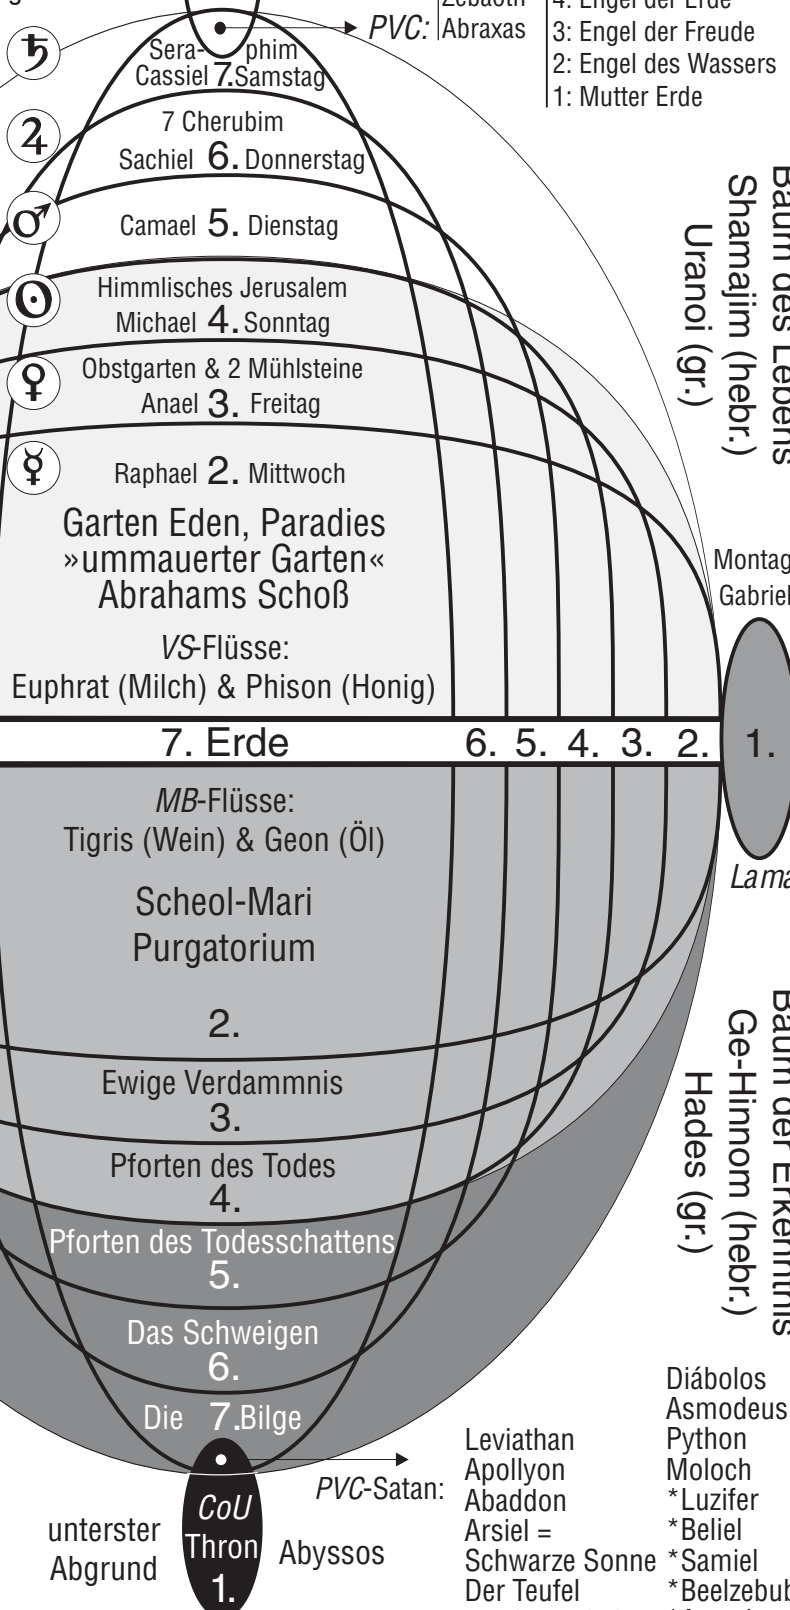 PVC:
Zebaoth
Abraxas
4: Engel der Erde
3: Engel der Freude
2: Engel des Wassers
1: Mutter Erde
♄
Sera- phim
Cassiel 7. Samstag
♃
7 Cherubim
Sachiel 6. Donnerstag
♂
Camael 5. Dienstag
☉
Himmlisches Jerusalem
Michael 4. Sonntag
♀
Obstgarten & 2 Mühlsteine
Anael 3. Freitag
☿
Raphael 2. Mittwoch
Garten Eden, Paradies
»ummauerter Garten«
Abrahams Schoß
VS-Flüsse:
Euphrat (Milch) & Phison (Honig)
Baum des Lebens
Shamajim (hebr.)
Uranoi (gr.)
Montag
Gabriel
7. Erde 6. 5. 4. 3. 2. 1.
Lama
MB-Flüsse:
Tigris (Wein) & Geon (Öl)
Scheol-Mari
Purgatorium
2.
Ewige Verdammnis
3.
Pforten des Todes
4.
Pforten des Todesschattens
5.
Das Schweigen
6.
Die 7. Bilge
Baum der Erkenntnis
Ge-Hinnom (hebr.)
Hades (gr.)
CoU
Thron
1.
unterster
Abgrund
Abyssos
PVC-Satan:
Leviathan
Apollyon
Abaddon
Arsiel =
Schwarze Sonne
Der Teufel
Diábolos
Asmodeus
Python
Moloch
*Luzifer
*Beliel
*Samiel
*Beelzebub